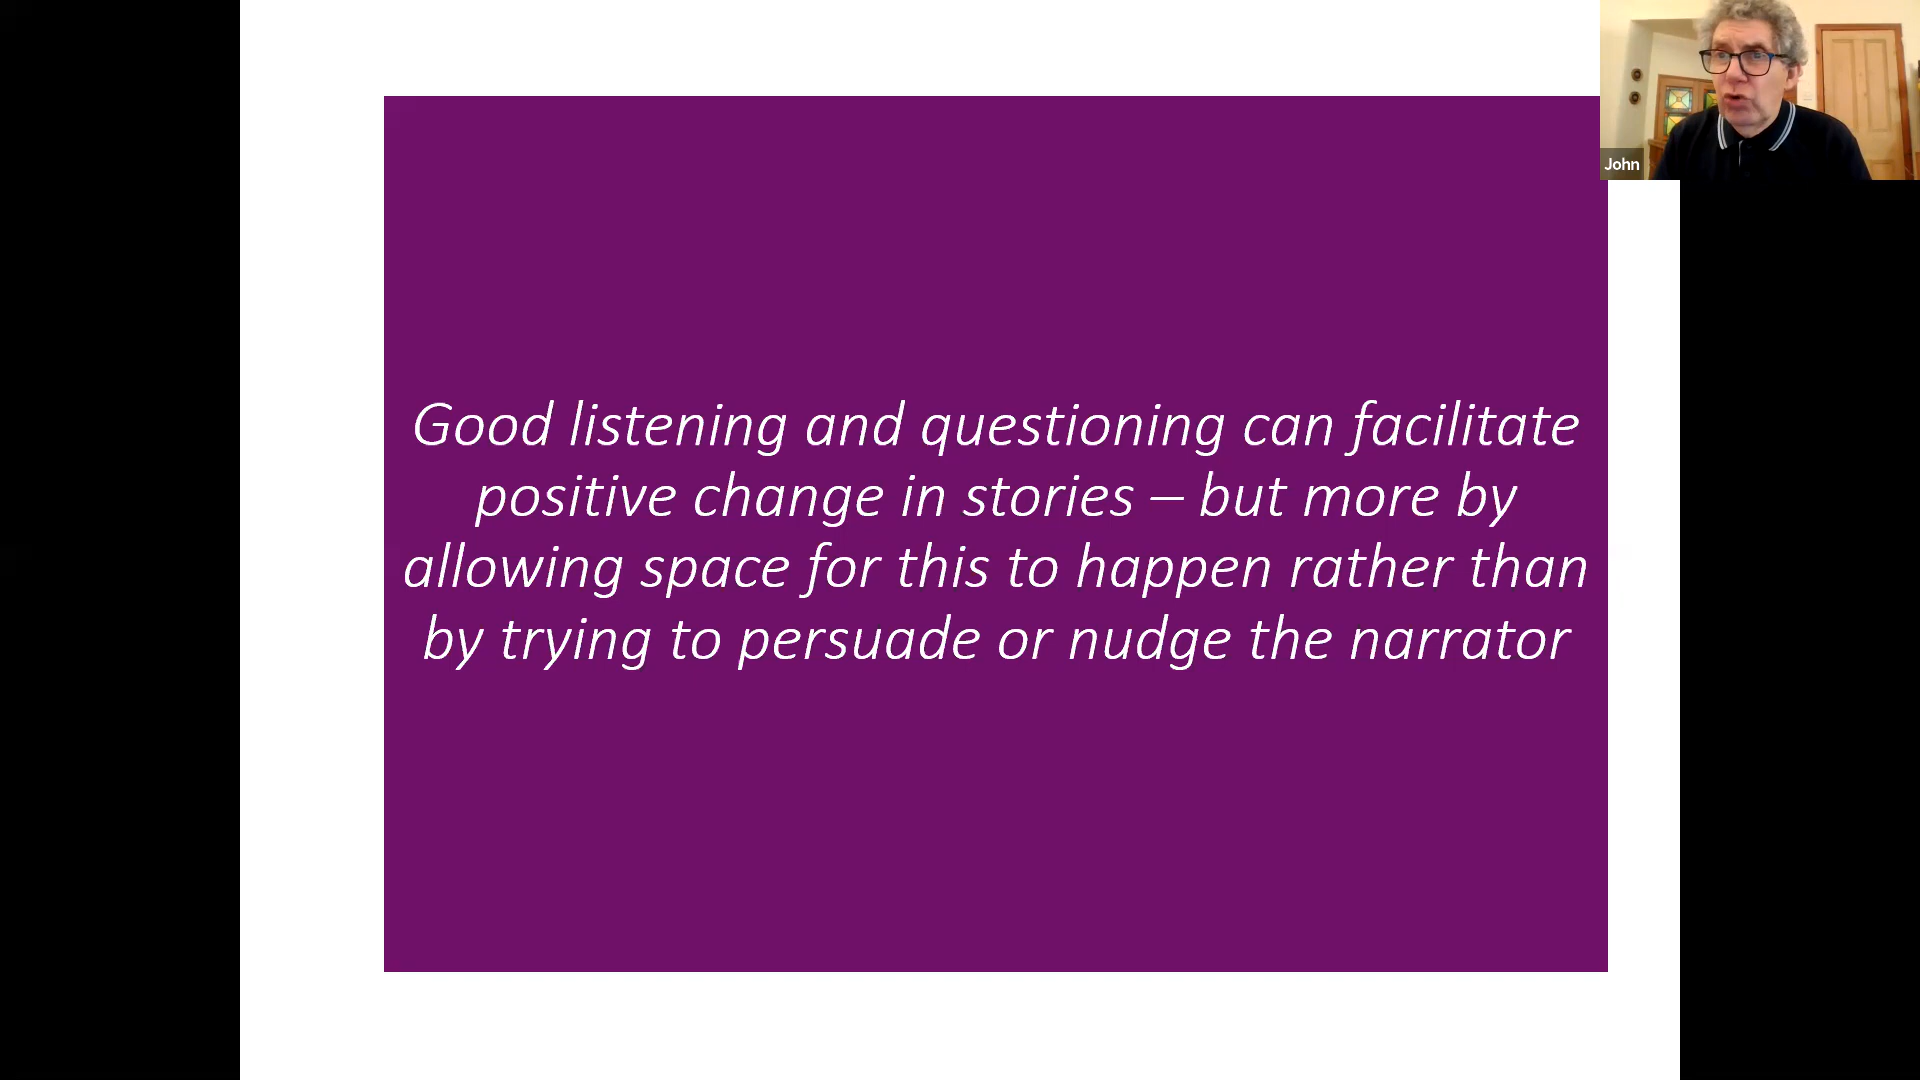 Good listening and questioning can facilitate
positive change in stories – but more by
allowing space for this to happen rather than
by trying to persuade or nudge the narrator
John